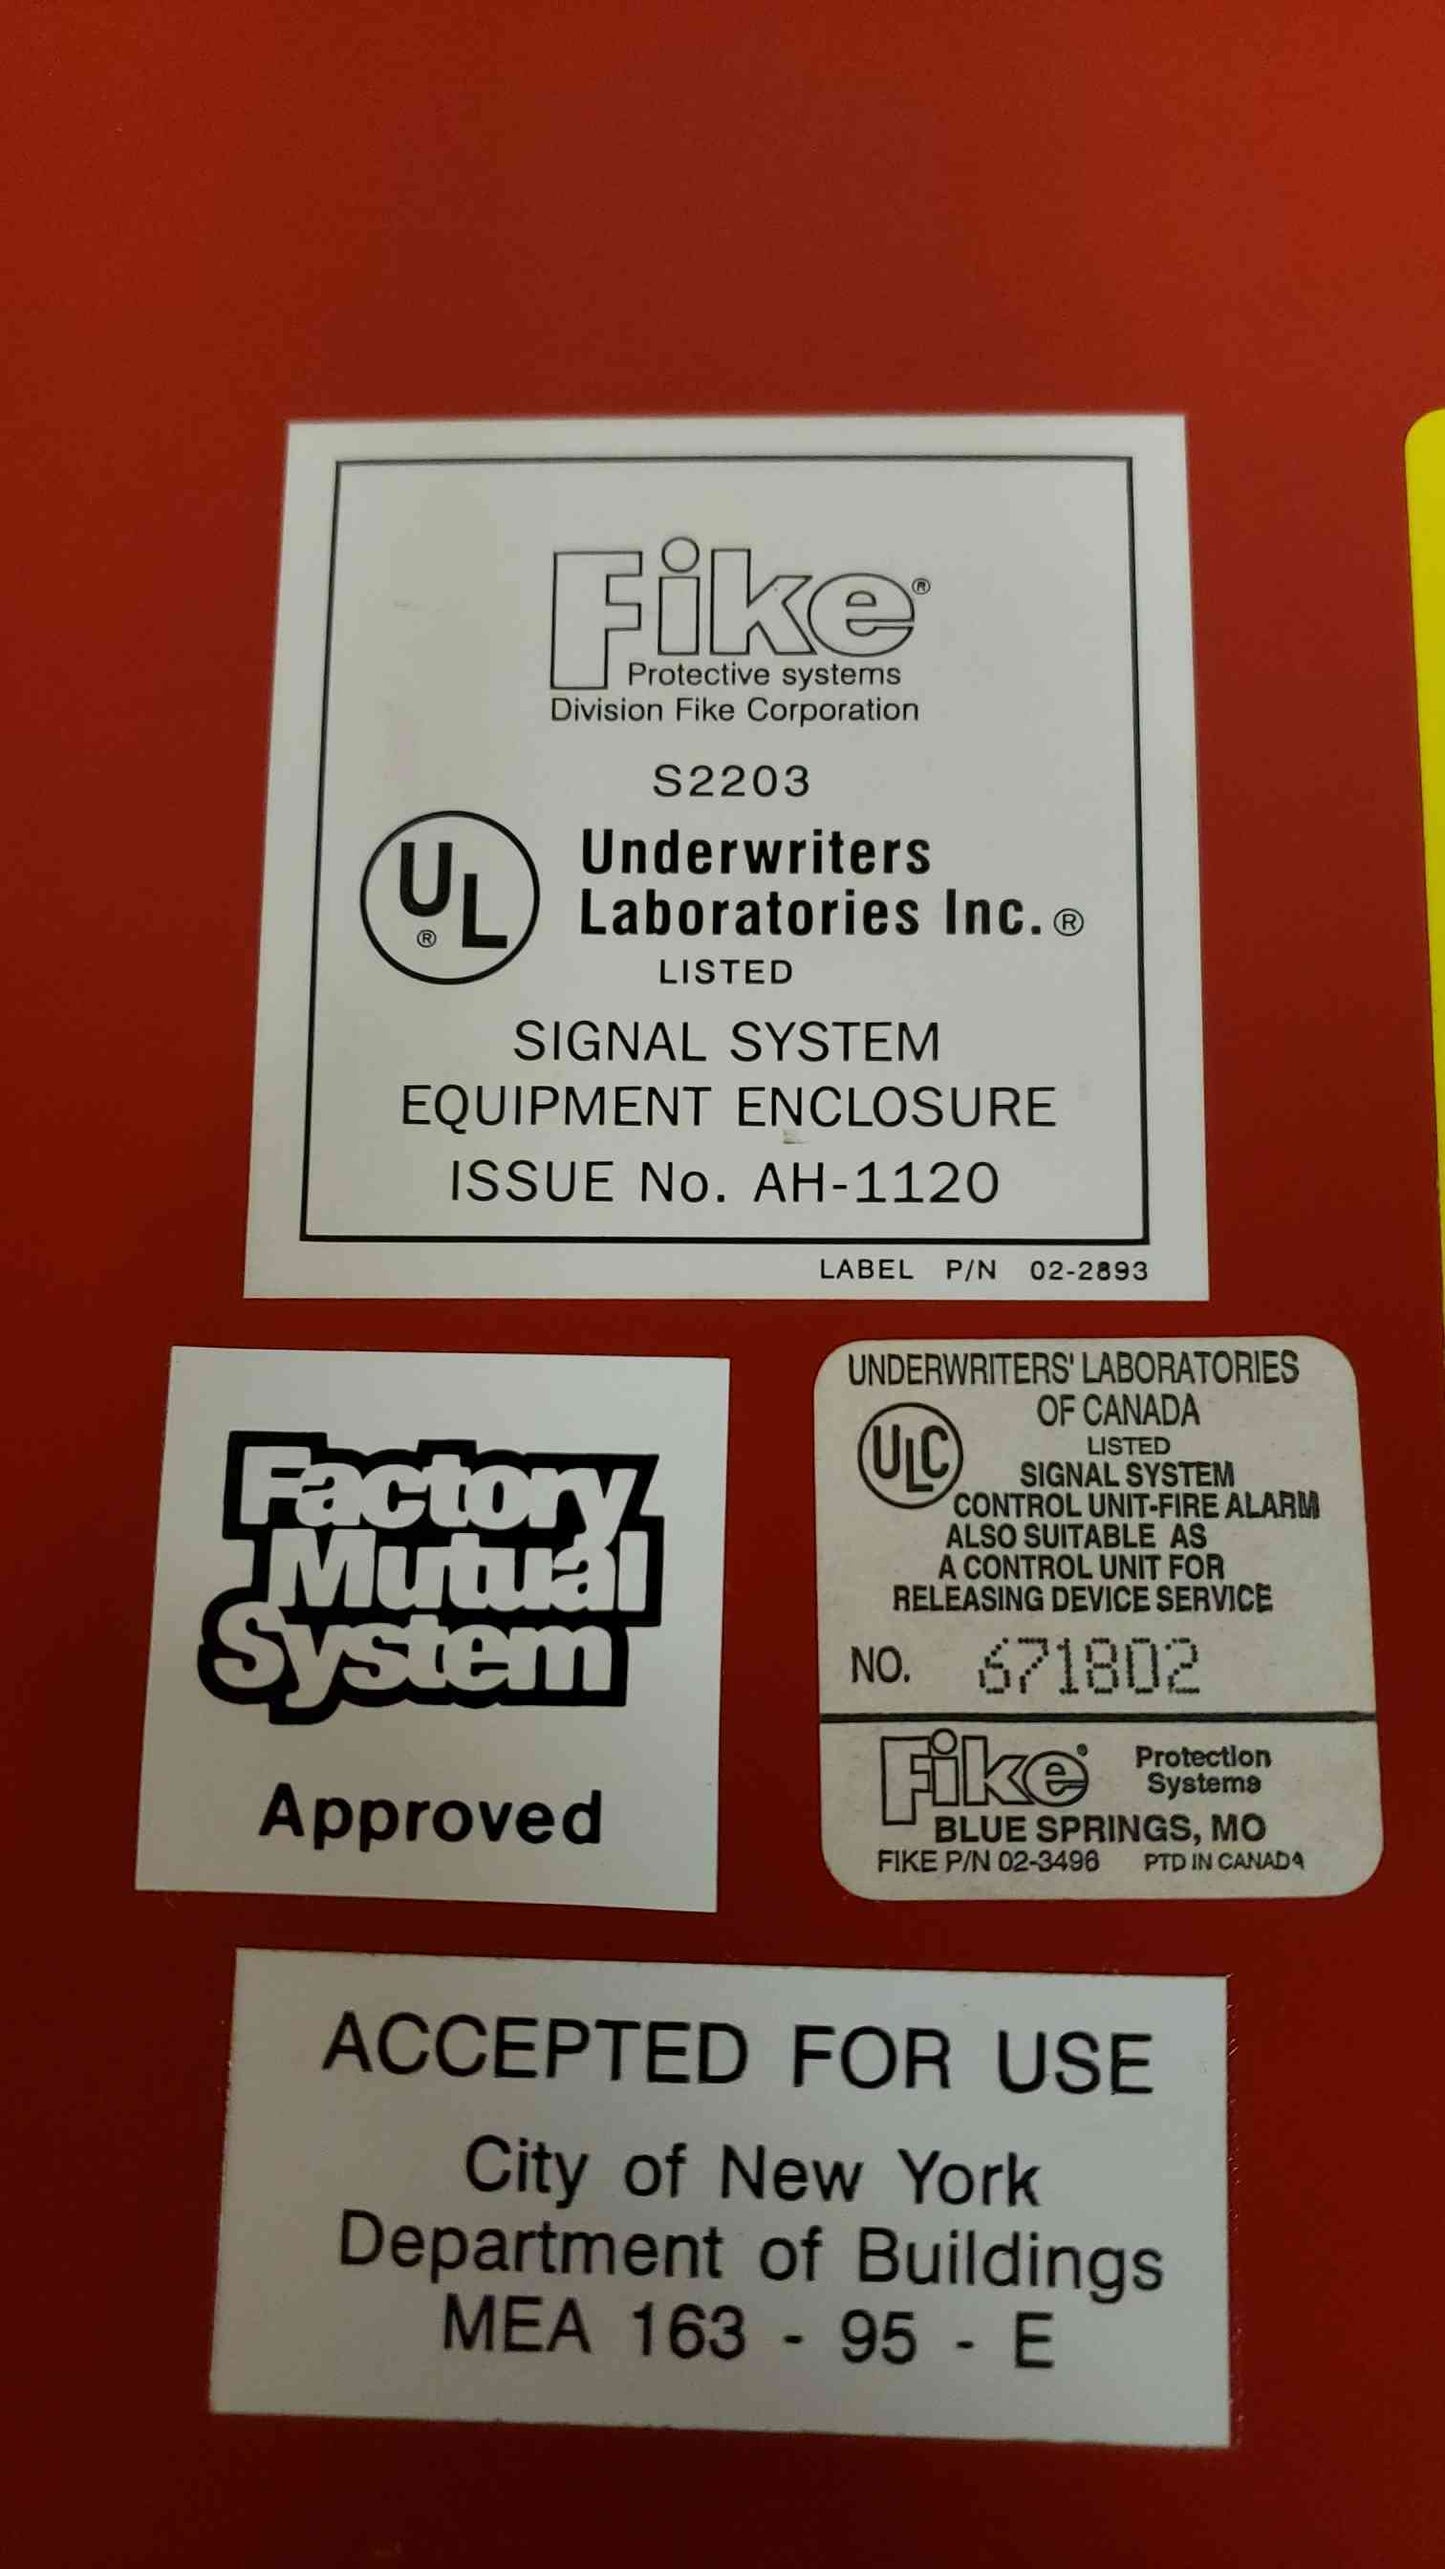 Fike®
Protective systems
Division Fike Corporation
S2203
UL®
Underwriters
Laboratories Inc.®
LISTED
SIGNAL SYSTEM
EQUIPMENT ENCLOSURE
ISSUE No. AH-1120
LABEL P/N 02-2893
Factory
Mutual
System
Approved
UNDERWRITERS' LABORATORIES
OF CANADA
ULC
LISTED
SIGNAL SYSTEM
CONTROL UNIT-FIRE ALARM
ALSO SUITABLE AS
A CONTROL UNIT FOR
RELEASING DEVICE SERVICE
NO. 671802
Fike® Protection
Systems
BLUE SPRINGS, MO
FIKE P/N 02-3496 PTD IN CANADA
ACCEPTED FOR USE
City of New York
Department of Buildings
MEA 163 - 95 - E